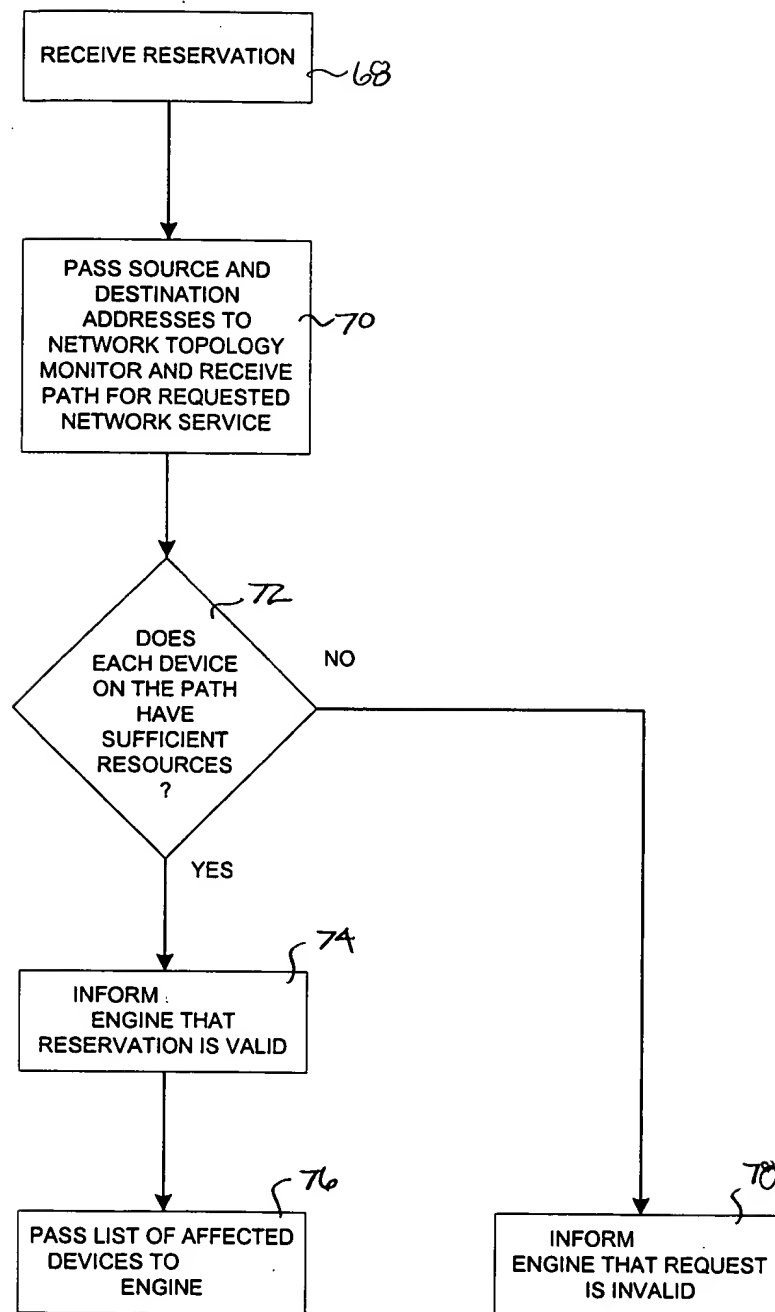 RECEIVE RESERVATION
68
PASS SOURCE AND
DESTINATION
ADDRESSES TO
NETWORK TOPOLOGY
MONITOR AND RECEIVE
PATH FOR REQUESTED
NETWORK SERVICE
70
72
DOES
EACH DEVICE
ON THE PATH
HAVE
SUFFICIENT
RESOURCES
?
NO
YES
74
INFORM
ENGINE THAT
RESERVATION IS VALID
76
PASS LIST OF AFFECTED
DEVICES TO
ENGINE
78
INFORM
ENGINE THAT REQUEST
IS INVALID